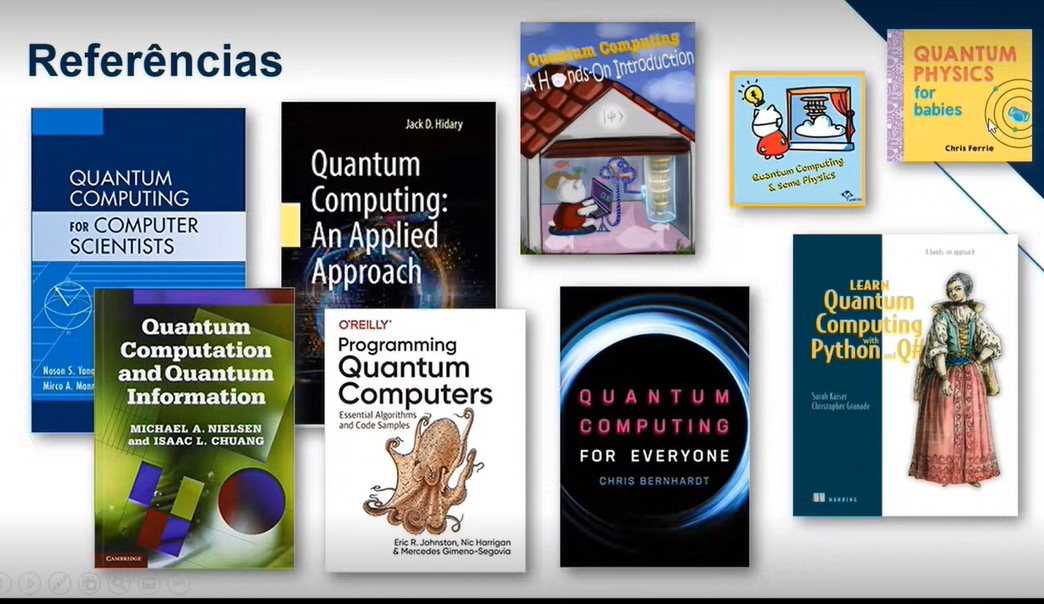 Referências
QUANTUM
COMPUTING
FOR COMPUTER
SCIENTISTS
Noson S. Yano
Mirco A. Mann
Jack D. Hidary
Quantum
Computing:
An Applied
Approach
Quantum Computing
A Hands-On Introduction
|Ψ⟩
Quantum Computing
& Some Physics
QUANTUM
PHYSICS
for
babies
Chris Ferrie
Quantum
Computation
and Quantum
Information
MICHAEL A. NIELSEN
and ISAAC L. CHUANG
CAMBRIDGE
O'REILLY®
Programming
Quantum
Computers
Essential Algorithms
and Code Samples
Eric R. Johnston, Nic Harrigan
& Mercedes Gimeno-Segovia
QUANTUM
COMPUTING
FOR EVERYONE
CHRIS BERNHARDT
A hands-on approach
LEARN
Quantum
Computing
with
Python and Q#
Sarah Kaiser
Christopher Granade
MANNING